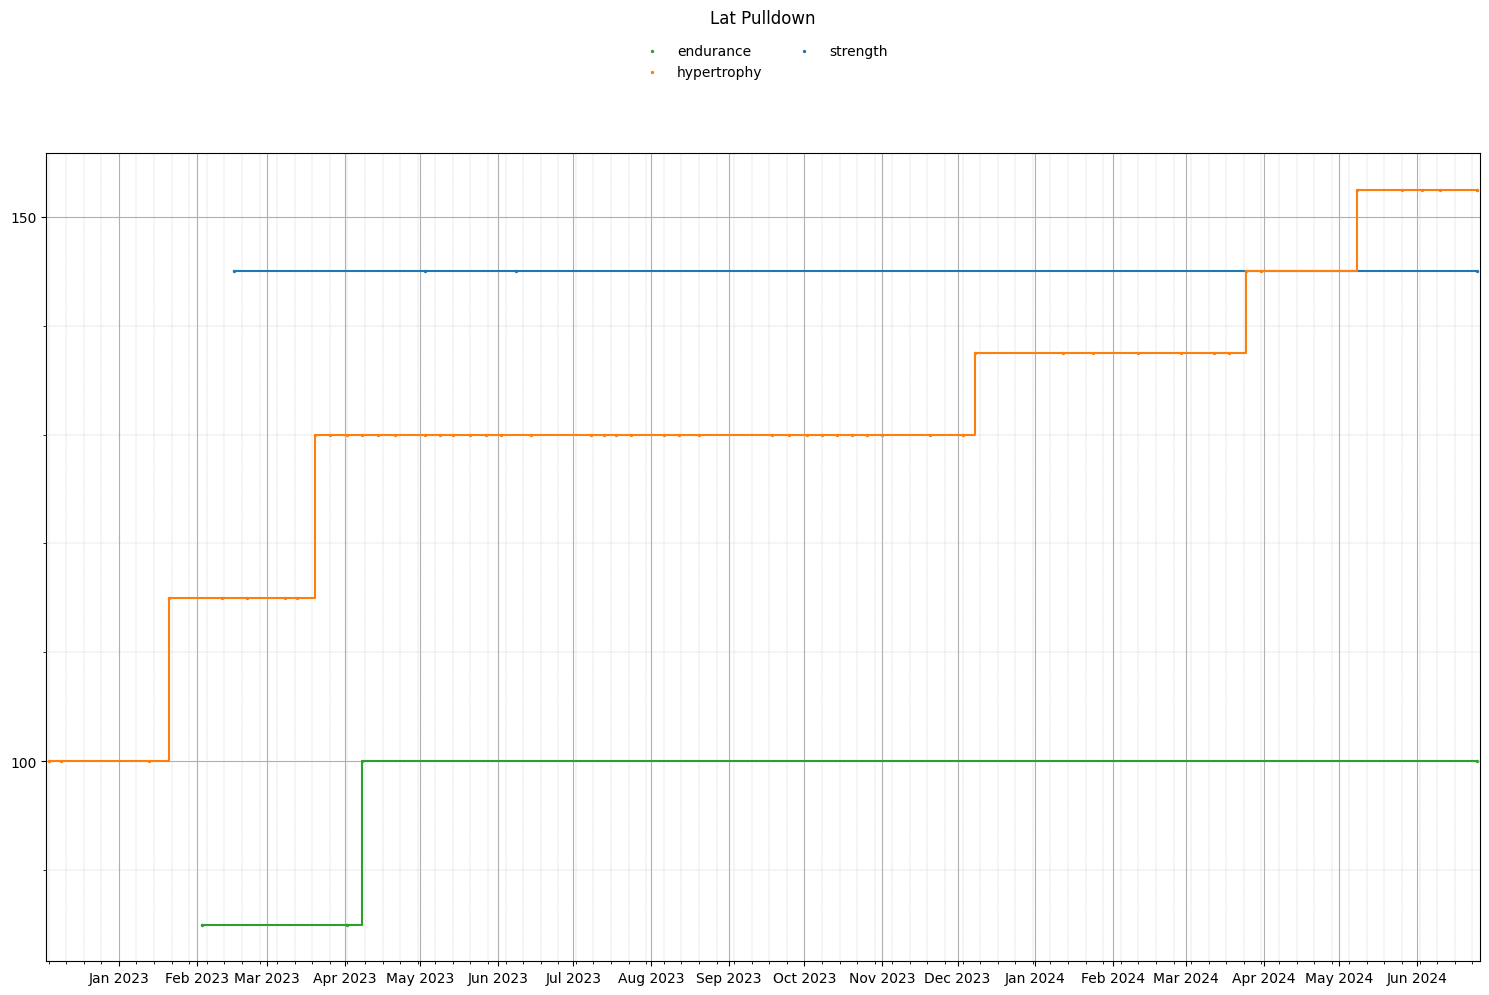 Lat Pulldown
endurance strength
hypertrophy
150
100
Jan 2023 Feb 2023 Mar 2023 Apr 2023 May 2023 Jun 2023 Jul 2023 Aug 2023 Sep 2023 Oct 2023 Nov 2023 Dec 2023 Jan 2024 Feb 2024 Mar 2024 Apr 2024 May 2024 Jun 2024